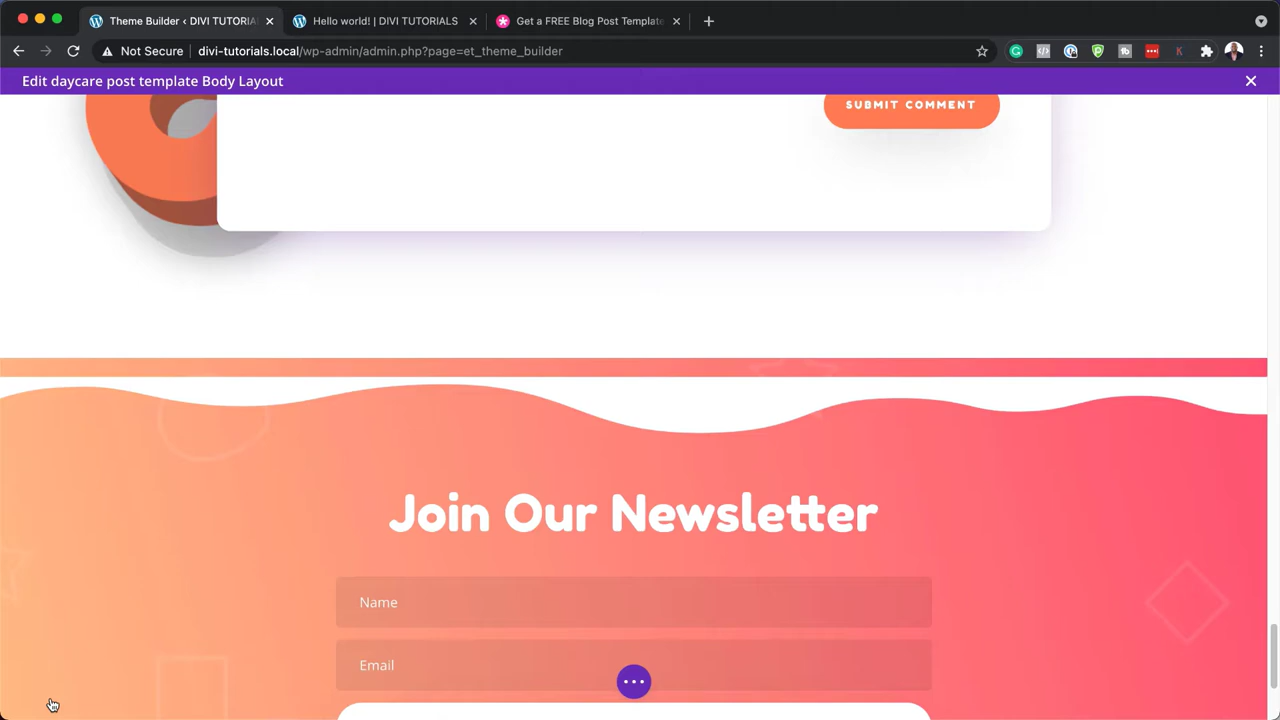 Theme Builder ‹ DIVI TUTORIAL
Hello world! | DIVI TUTORIALS
Get a FREE Blog Post Template
Not Secure
divi-tutorials.local/wp-admin/admin.php?page=et_theme_builder
Edit daycare post template Body Layout
SUBMIT COMMENT
Join Our Newsletter
Name
Email